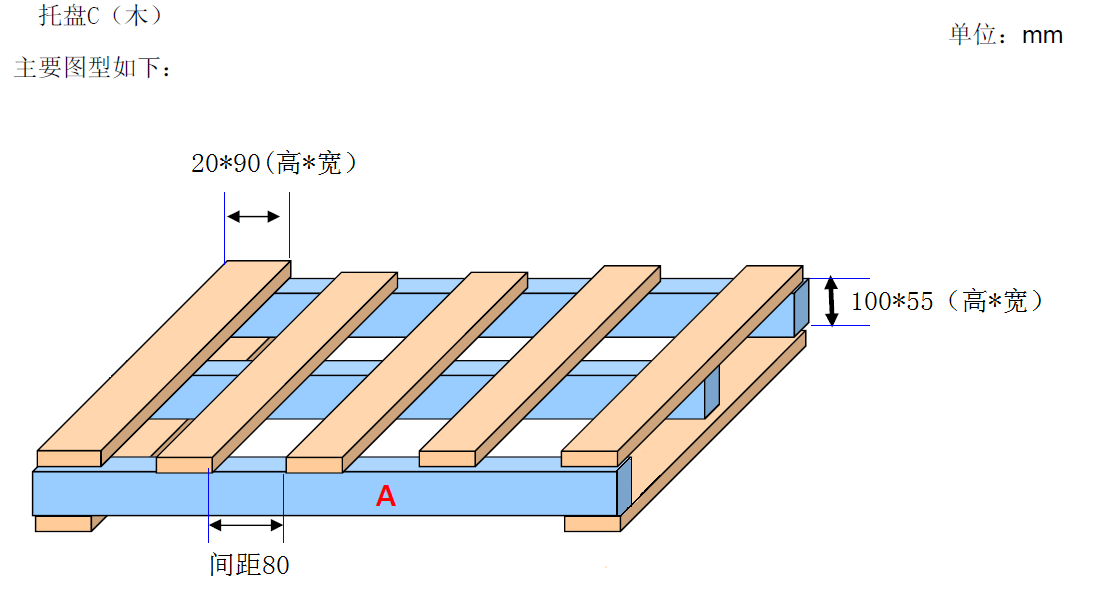 托盘C（木）
单位：mm
主要图型如下：
20*90(高*宽）
100*55（高*宽）
A
间距80